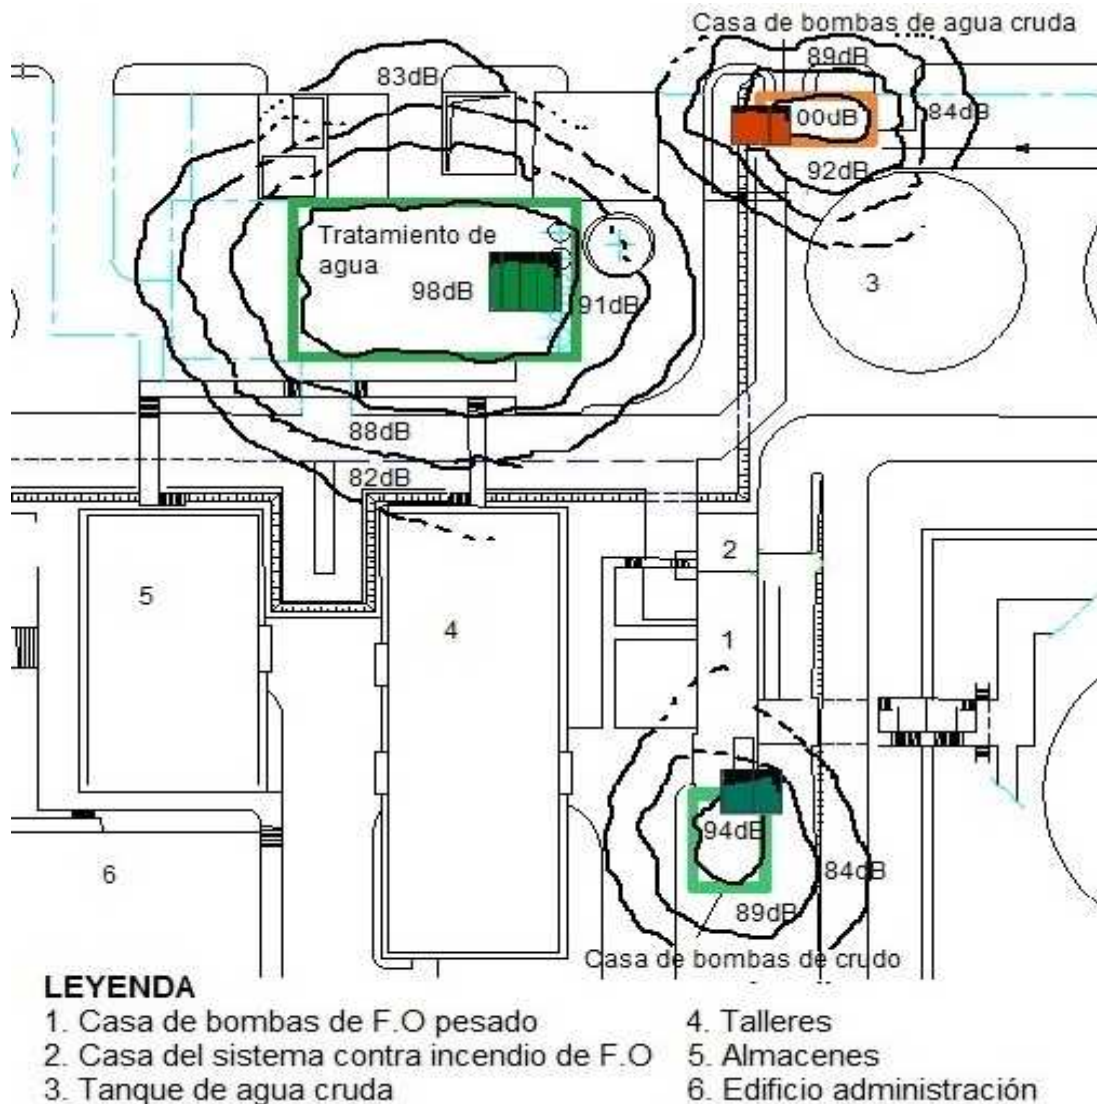 Casa de bombas de agua cruda
83dB
89dB
84dB
00dB
92dB
Tratamiento de
agua
98dB
91dB
3
88dB
82dB
2
5
4
1
94dB
6
84dB
89dB
Casa de bombas de crudo
LEYENDA
1. Casa de bombas de F.O pesado
2. Casa del sistema contra incendio de F.O
3. Tanque de agua cruda
4. Talleres
5. Almacenes
6. Edificio administración